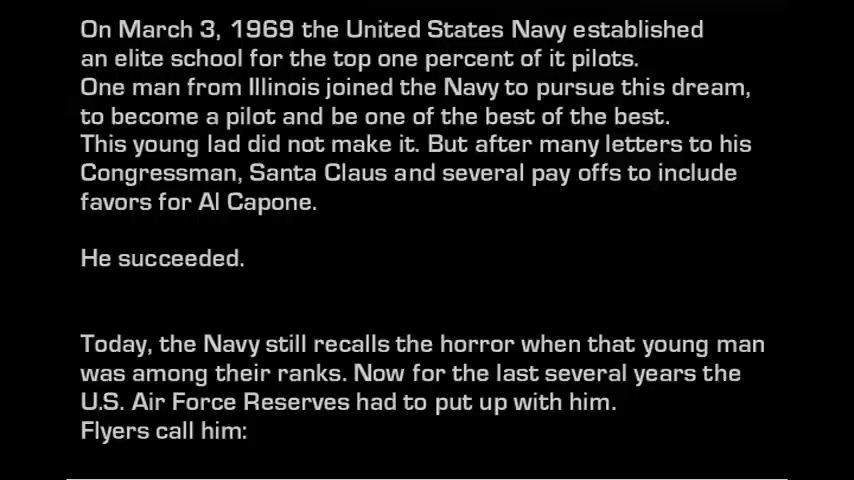 On March 3, 1969 the United States Navy established
an elite school for the top one percent of it pilots.
One man from Illinois joined the Navy to pursue this dream,
to become a pilot and be one of the best of the best.
This young lad did not make it. But after many letters to his
Congressman, Santa Claus and several pay offs to include
favors for Al Capone.
He succeeded.
Today, the Navy still recalls the horror when that young man
was among their ranks. Now for the last several years the
U.S. Air Force Reserves had to put up with him.
Flyers call him: